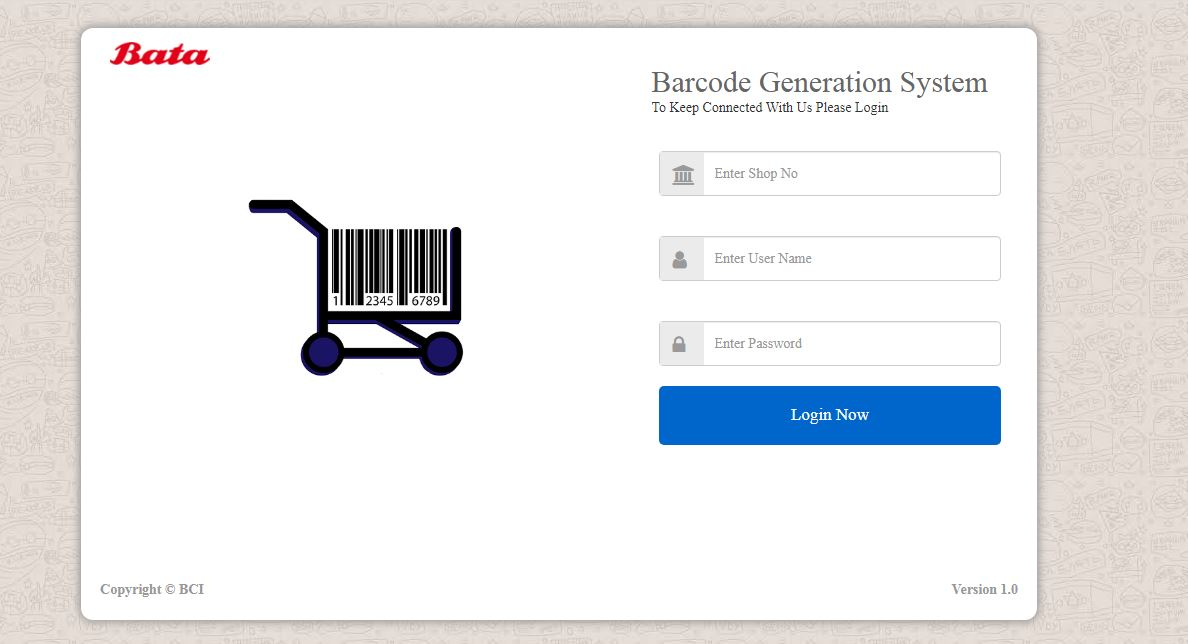 Bata
Barcode Generation System
To Keep Connected With Us Please Login
Enter Shop No
Enter User Name
1 2345 6789
Enter Password
Login Now
Copyright © BCI
Version 1.0